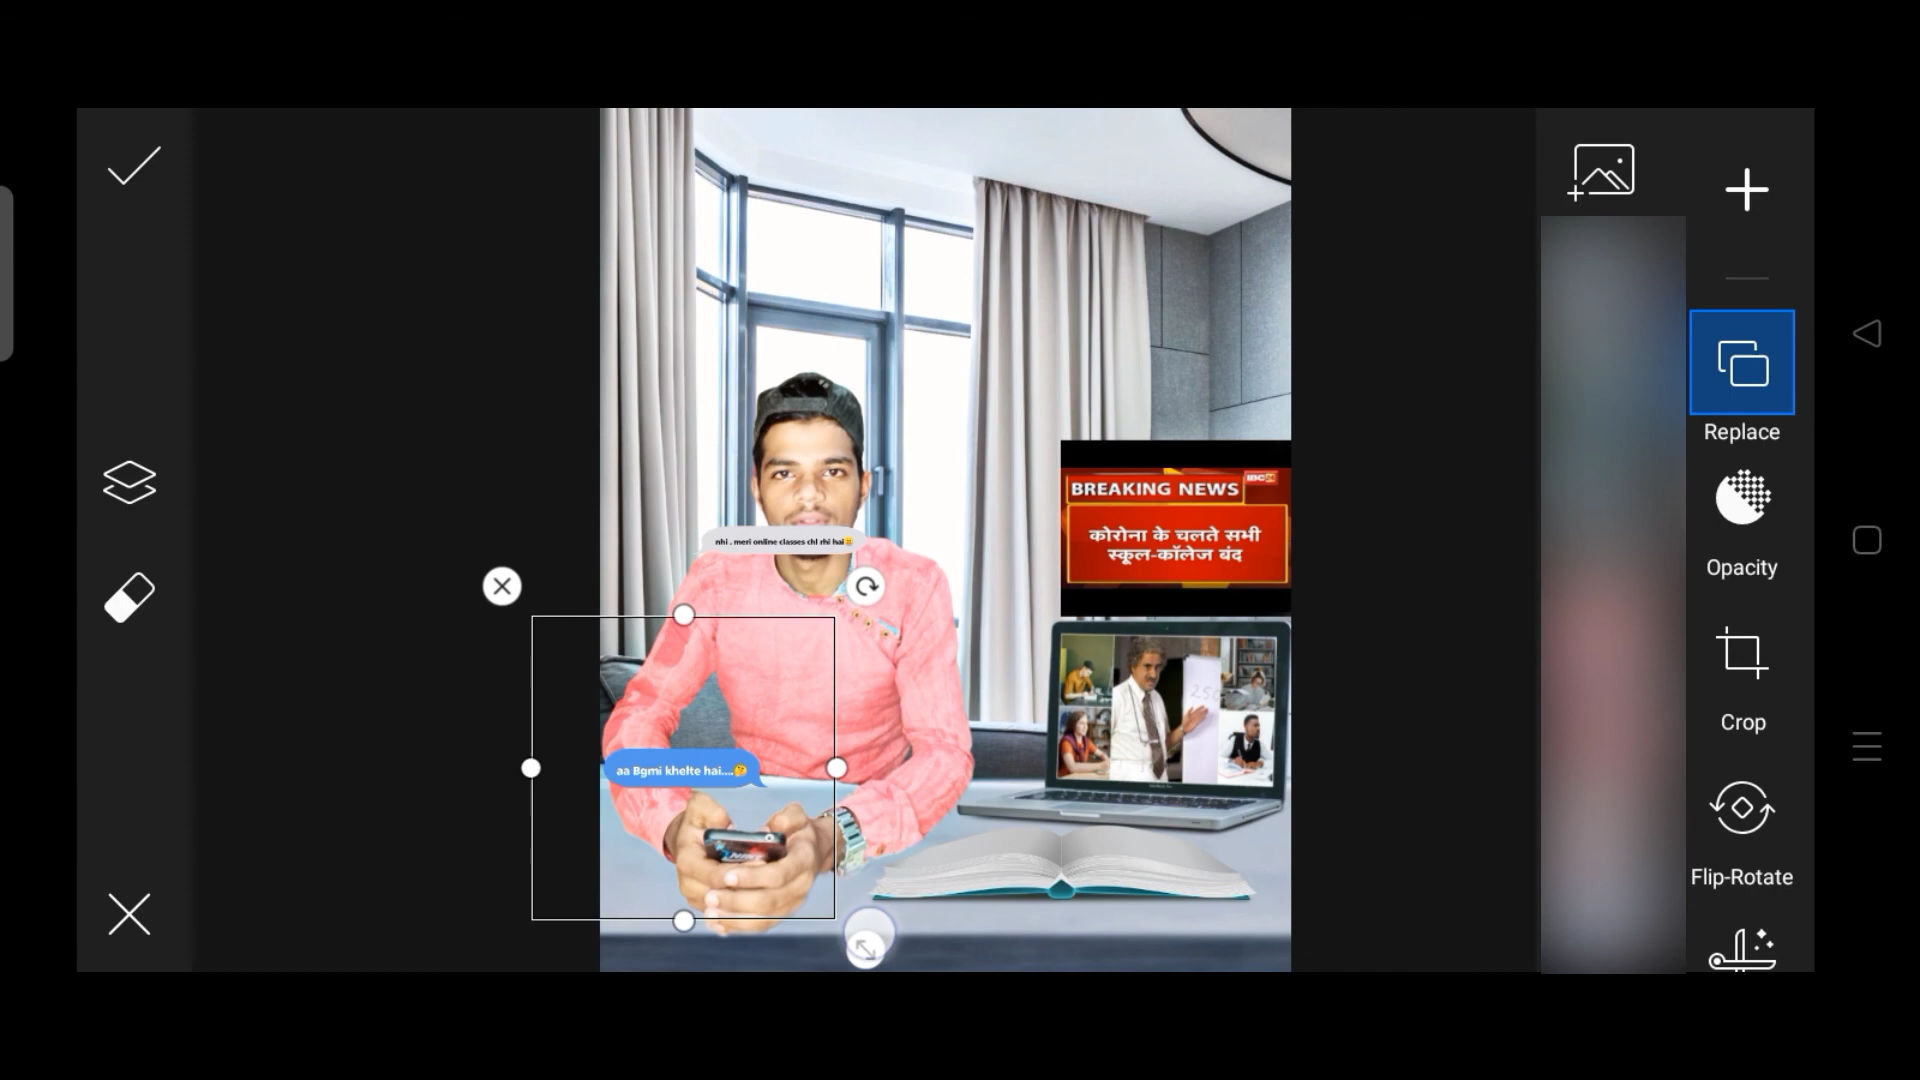 BREAKING NEWS
IBC24
कोरोना के चलते सभी
स्कूल-कॉलेज बंद
nhi . meri online classes chl rhi hai😐
aa Bgmi khelte hai....🤔
Replace
Opacity
Crop
Flip-Rotate